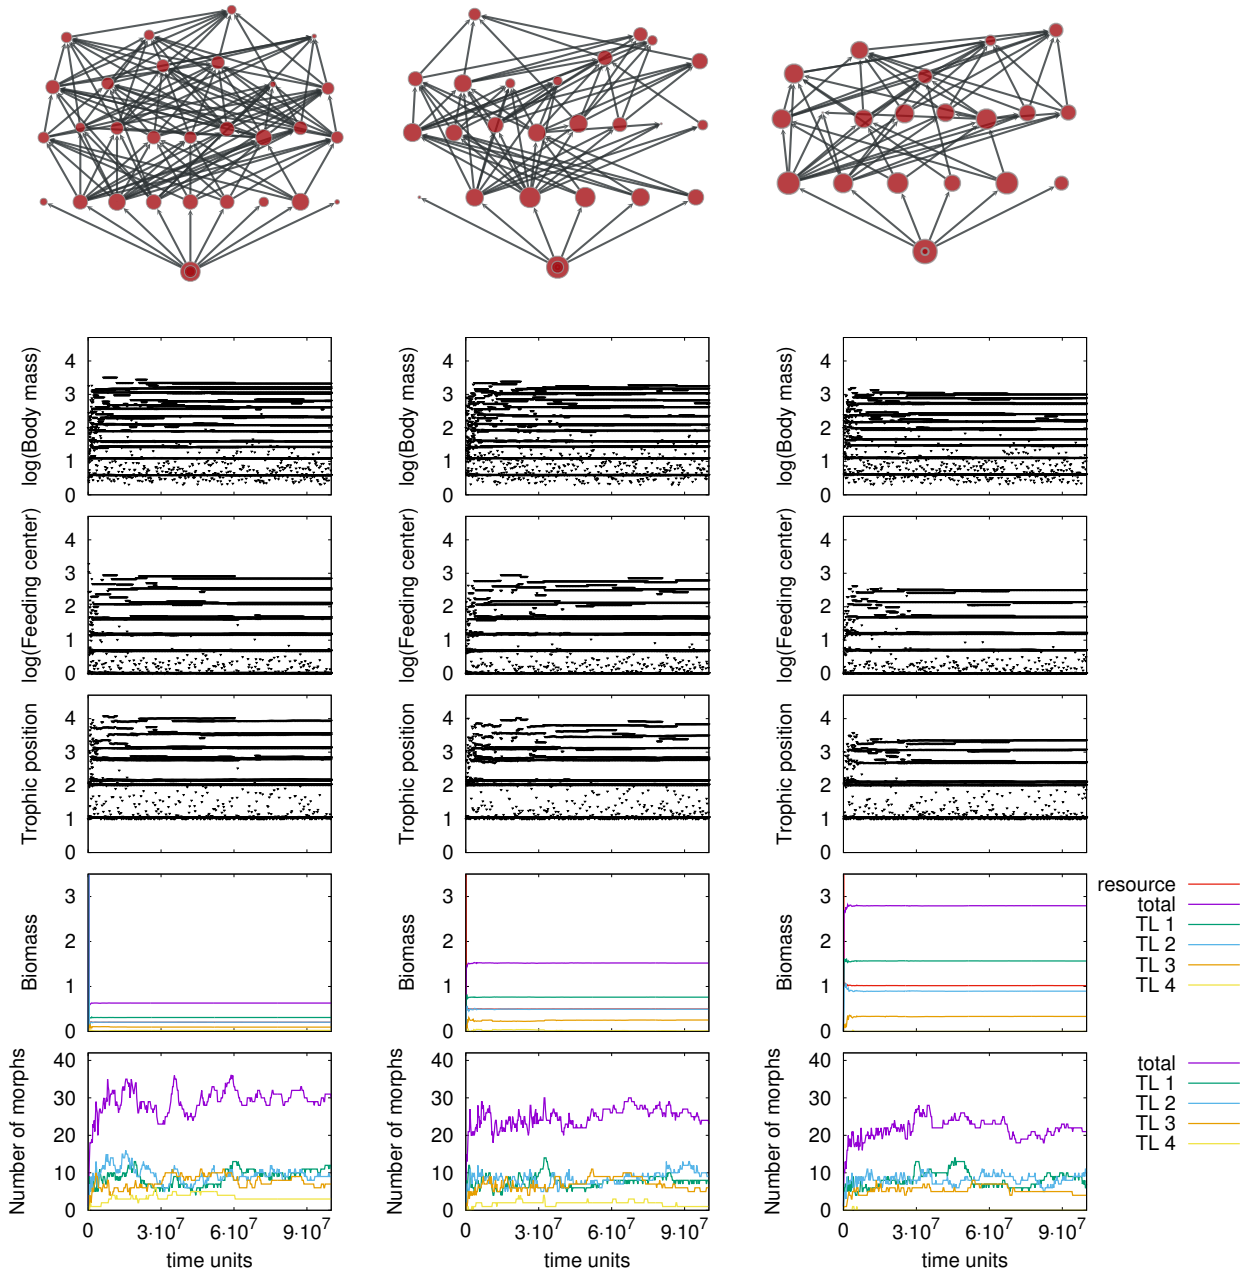 log(Body mass)
4
3
2
1
0
log(Body mass)
4
3
2
1
0
log(Body mass)
4
3
2
1
0
log(Feeding center)
4
3
2
1
0
log(Feeding center)
4
3
2
1
0
log(Feeding center)
4
3
2
1
0
Trophic position
4
3
2
1
0
Trophic position
4
3
2
1
0
Trophic position
4
3
2
1
0
Biomass
3
2
1
0
Biomass
3
2
1
0
Biomass
3
2
1
0
resource
total
TL 1
TL 2
TL 3
TL 4
Number of morphs
40
30
20
10
0
Number of morphs
40
30
20
10
0
Number of morphs
40
30
20
10
0
total
TL 1
TL 2
TL 3
TL 4
0 3·10⁷ 6·10⁷ 9·10⁷
time units
0 3·10⁷ 6·10⁷ 9·10⁷
time units
0 3·10⁷ 6·10⁷ 9·10⁷
time units